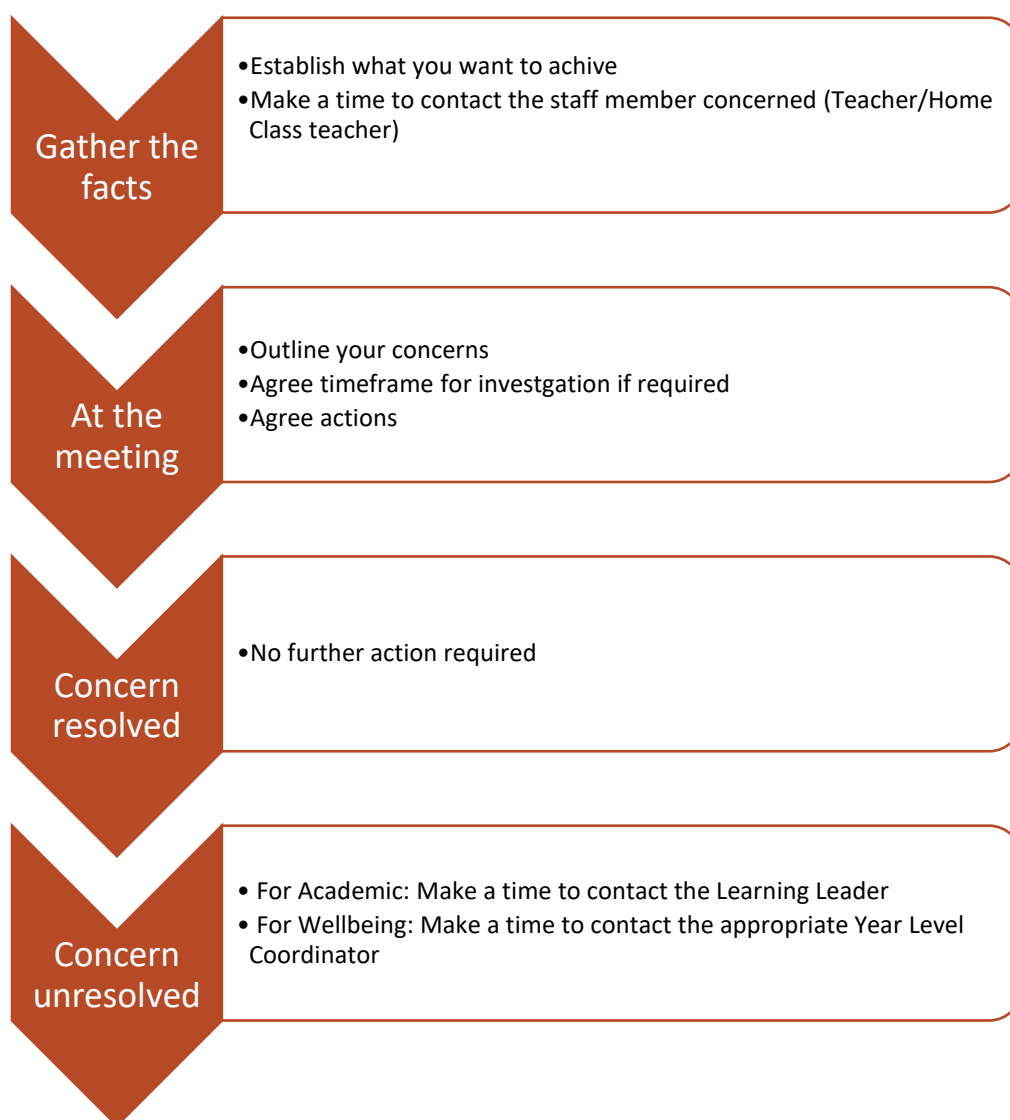 Gather the
facts
•Establish what you want to achive
•Make a time to contact the staff member concerned (Teacher/Home
Class teacher)
At the
meeting
•Outline your concerns
•Agree timeframe for investgation if required
•Agree actions
Concern
resolved
•No further action required
Concern
unresolved
• For Academic: Make a time to contact the Learning Leader
• For Wellbeing: Make a time to contact the appropriate Year Level
Coordinator